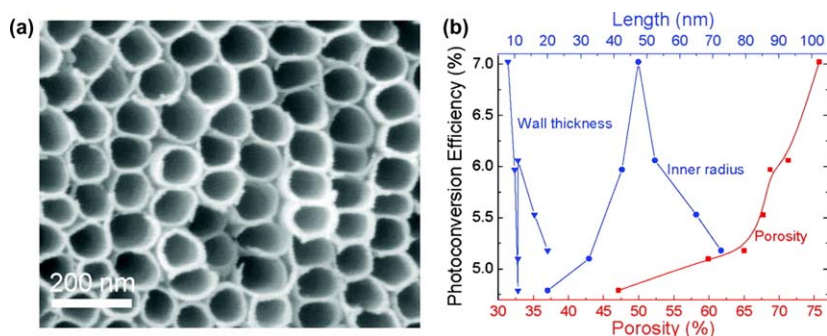 (a)
200 nm
(b)
Length (nm)
10 20 30 40 50 60 70 80 90 100
Photoconversion Efficiency (%)
7.0
6.5
6.0
5.5
5.0
Wall thickness
Inner radius
Porosity
30 35 40 45 50 55 60 65 70 75
Porosity (%)